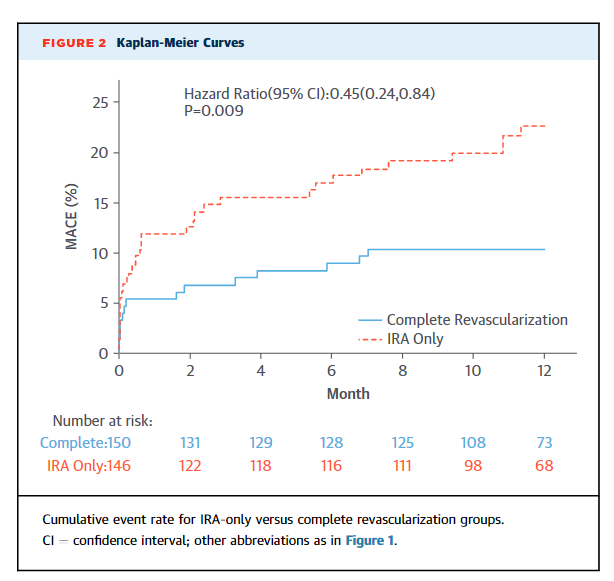 FIGURE 2 Kaplan-Meier Curves
Hazard Ratio(95% CI):0.45(0.24,0.84)
P=0.009
MACE (%)
25
20
15
10
5
0
Complete Revascularization
IRA Only
0 2 4 6 8 10 12
Month
Number at risk:
Complete:150 131 129 128 125 108 73
IRA Only:146 122 118 116 111 98 68
Cumulative event rate for IRA-only versus complete revascularization groups.
CI = confidence interval; other abbreviations as in Figure 1.